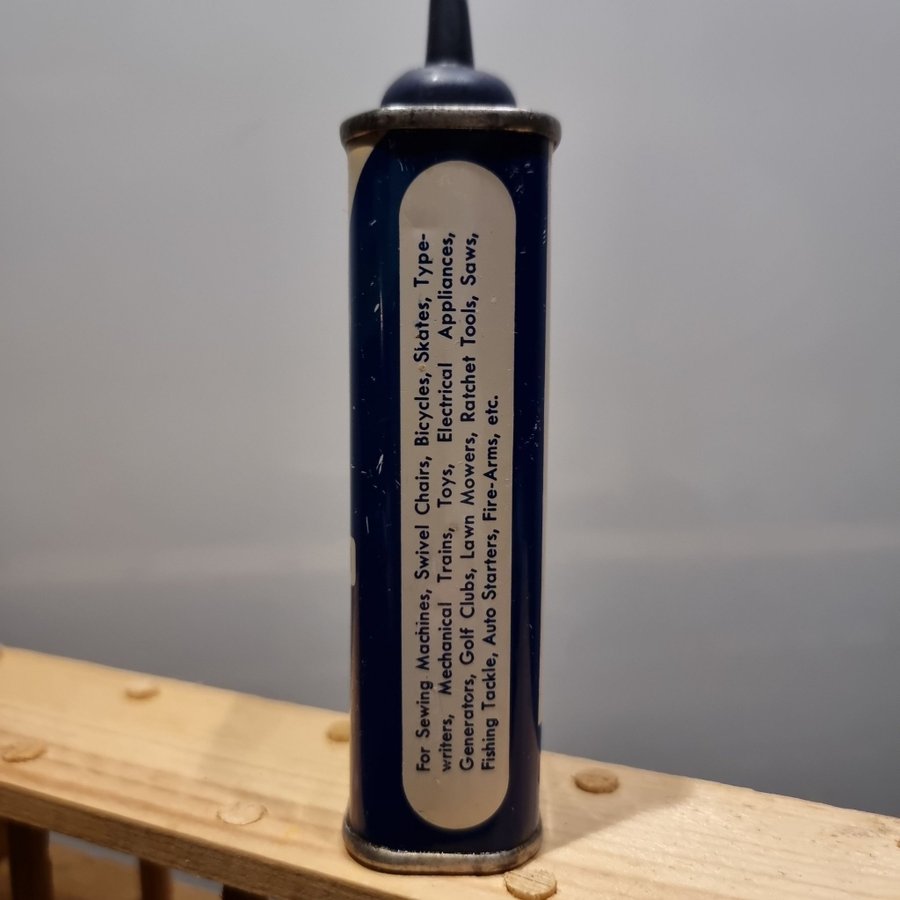 For Sewing Machines, Swivel Chairs, Bicycles, Skates, Type-
writers, Mechanical Trains, Toys, Electrical Appliances,
Generators, Golf Clubs, Lawn Mowers, Ratchet Tools, Saws,
Fishing Tackle, Auto Starters, Fire-Arms, etc.